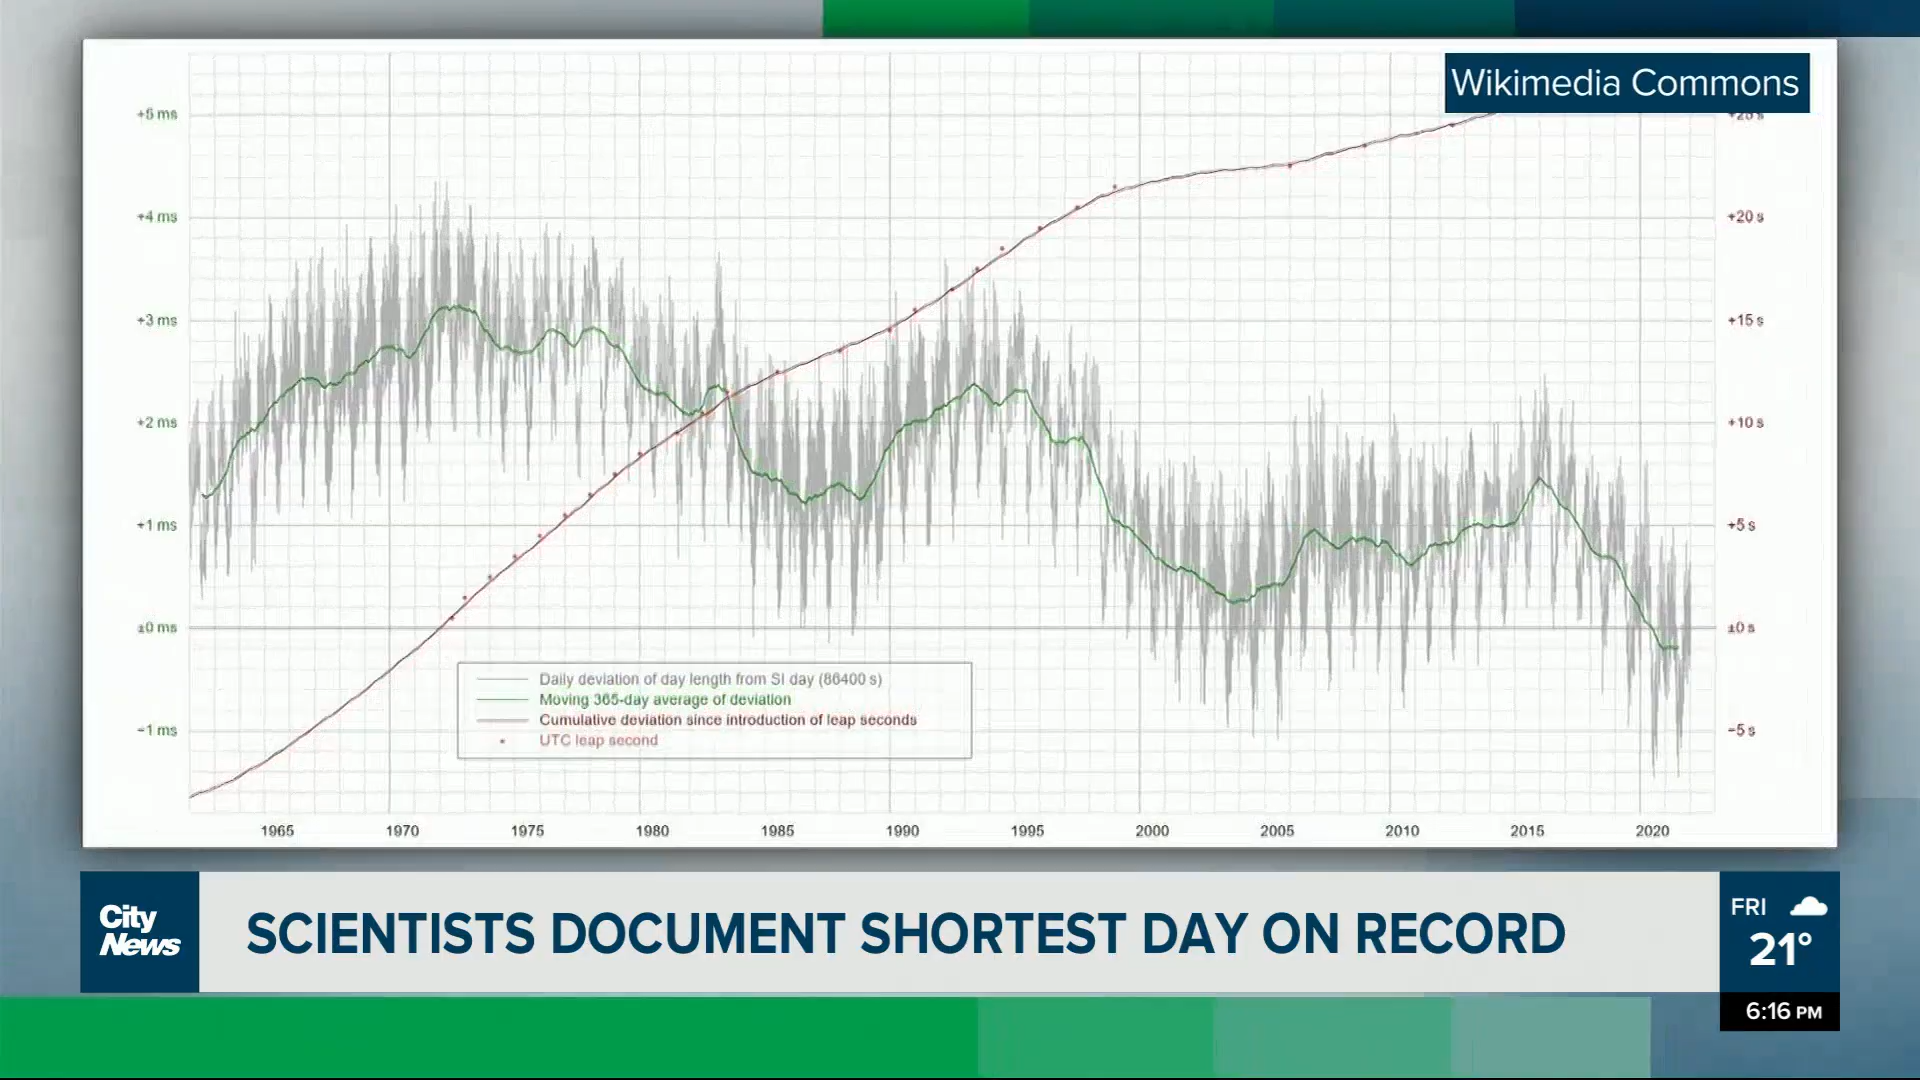 Wikimedia Commons
+5 ms
+4 ms
+3 ms
+2 ms
+1 ms
±0 ms
-1 ms
+25 s
+20 s
+15 s
+10 s
+5 s
±0 s
-5 s
Daily deviation of day length from SI day (86400 s)
Moving 365-day average of deviation
Cumulative deviation since introduction of leap seconds
UTC leap second
1965 1970 1975 1980 1985 1990 1995 2000 2005 2010 2015 2020
City
News
SCIENTISTS DOCUMENT SHORTEST DAY ON RECORD
FRI
21°
6:16 PM